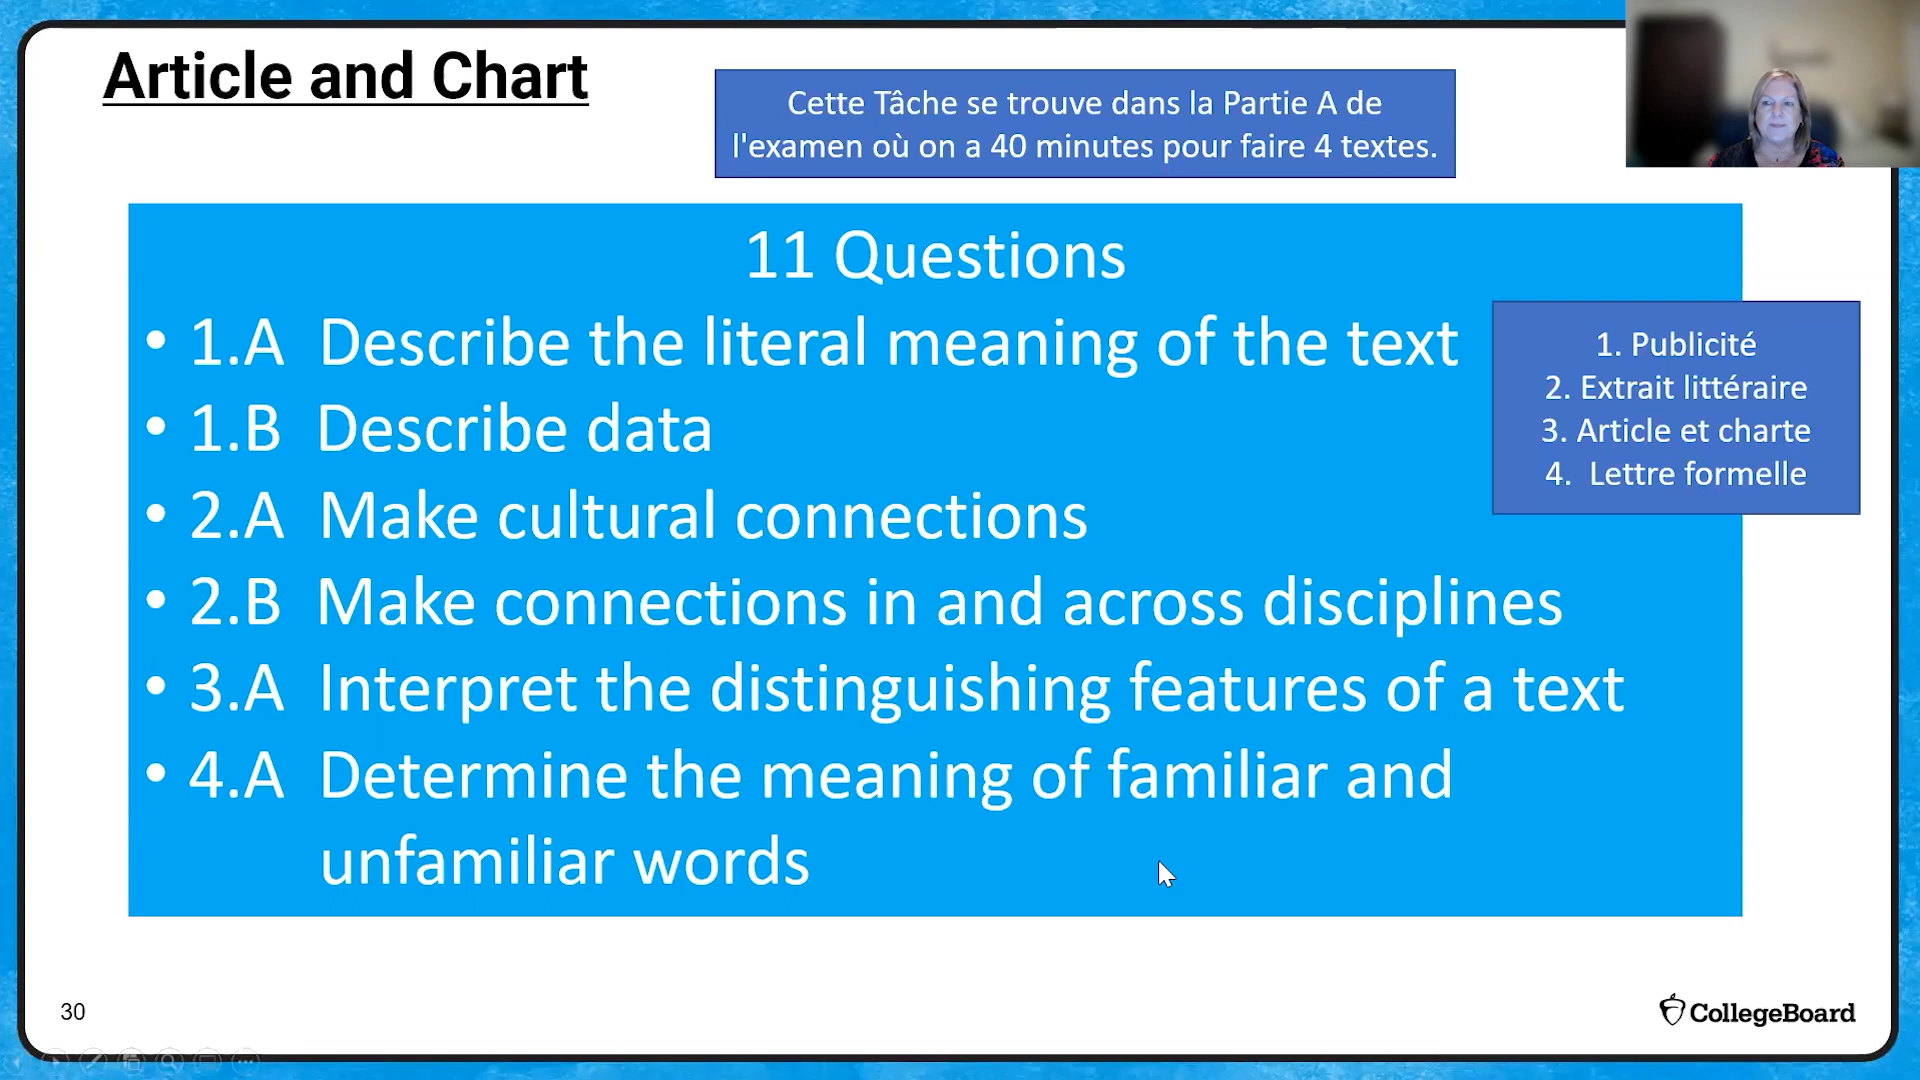 Article and Chart
Cette Tâche se trouve dans la Partie A de
l'examen où on a 40 minutes pour faire 4 textes.
11 Questions
• 1.A Describe the literal meaning of the text
• 1.B Describe data
• 2.A Make cultural connections
• 2.B Make connections in and across disciplines
• 3.A Interpret the distinguishing features of a text
• 4.A Determine the meaning of familiar and
unfamiliar words
1. Publicité
2. Extrait littéraire
3. Article et charte
4. Lettre formelle
30
CollegeBoard